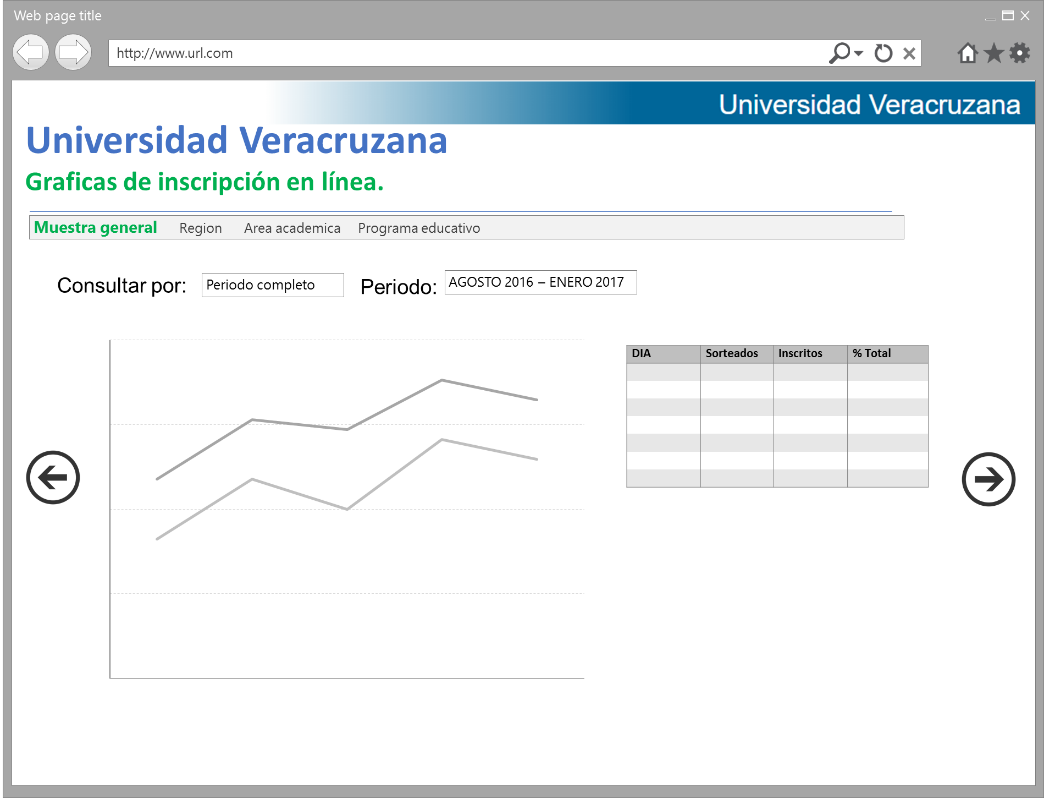 Web page title
http://www.url.com
Universidad Veracruzana
Universidad Veracruzana
Graficas de inscripción en línea.
Muestra general Region Area academica Programa educativo
Consultar por: Periodo completo Periodo: AGOSTO 2016 – ENERO 2017
DIA Sorteados Inscritos % Total